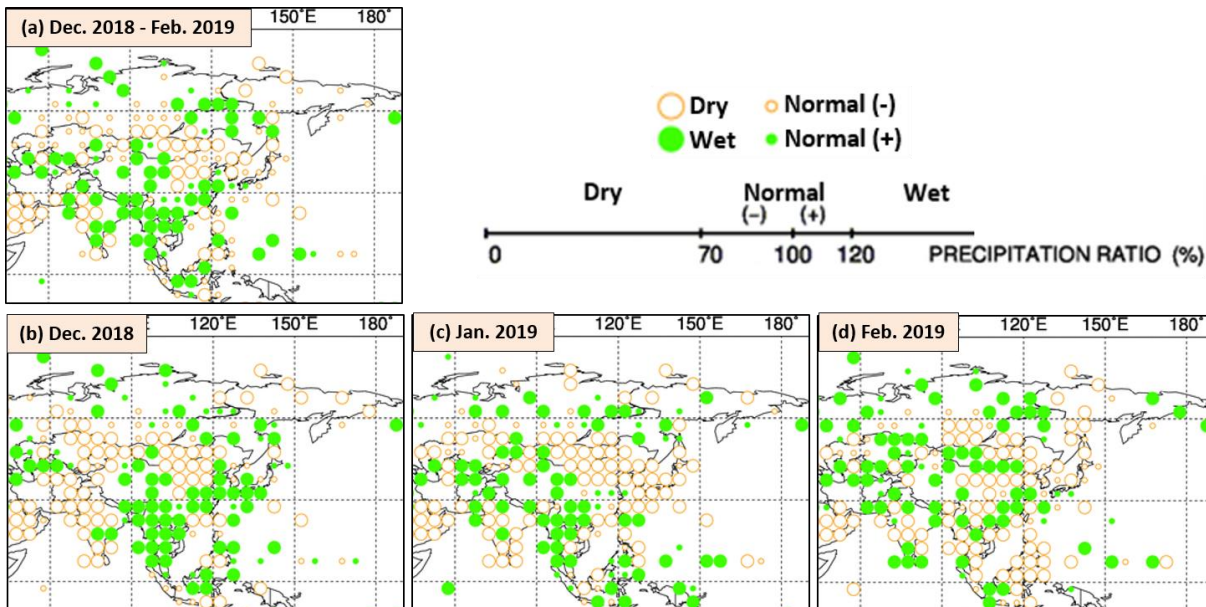 (a) Dec. 2018 - Feb. 2019
150°E 180°
Dry Normal (-)
Wet Normal (+)
Dry Normal Wet
(−) (+)
0 70 100 120 PRECIPITATION RATIO (%)
(b) Dec. 2018
120°E 150°E 180°
(c) Jan. 2019
120°E 150°E 180°
(d) Feb. 2019
120°E 150°E 180°